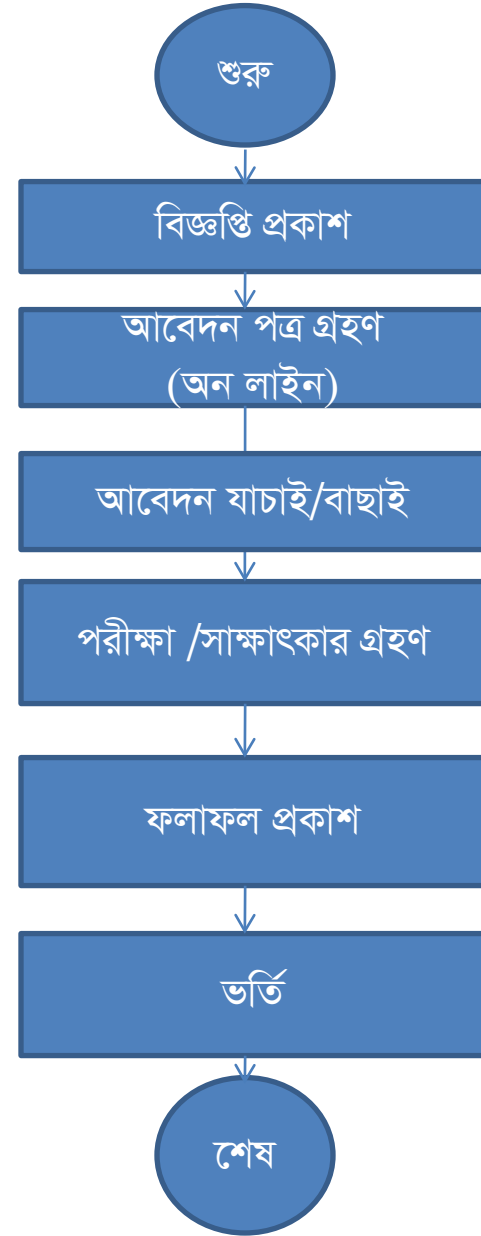 শুরু
বিজ্ঞপ্তি প্রকাশ
আবেদন পত্র গ্রহণ
(অন লাইন)
আবেদন যাচাই/বাছাই
পরীক্ষা /সাক্ষাৎকার গ্রহণ
ফলাফল প্রকাশ
ভর্তি
শেষ